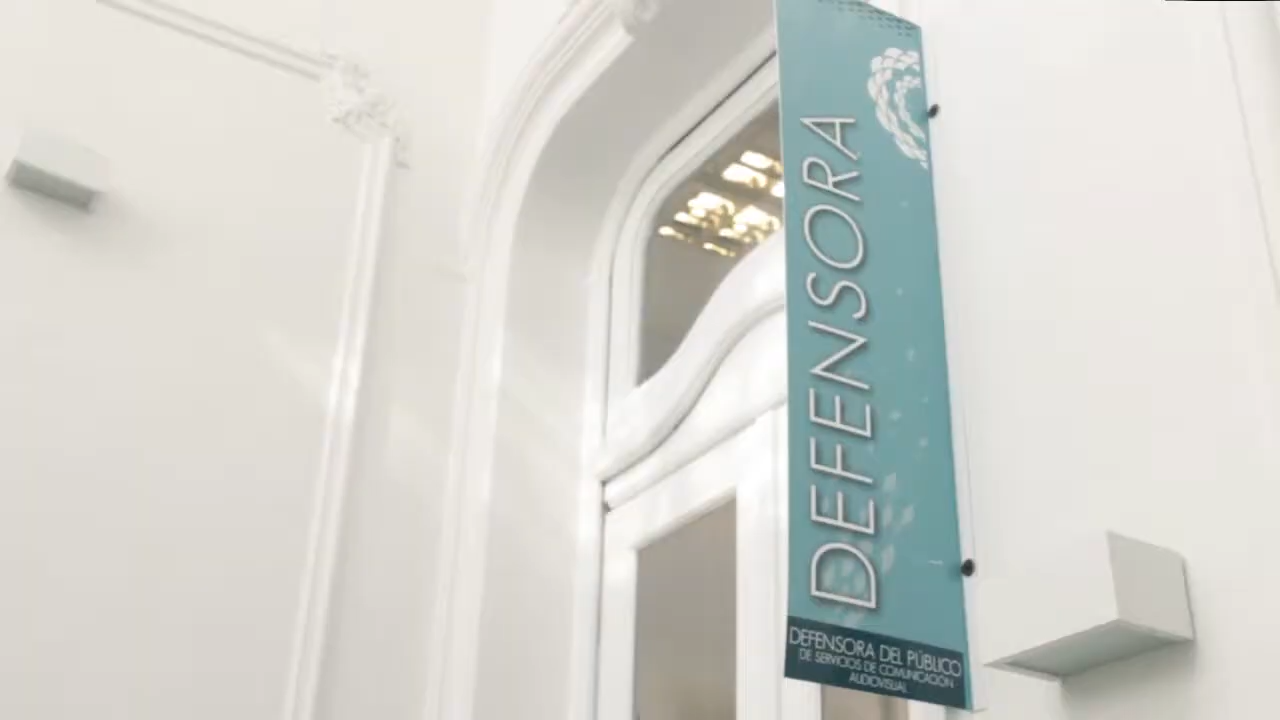 DEFENSORA
DEFENSORA DEL PÚBLICO
DE SERVICIOS DE COMUNICACIÓN
AUDIOVISUAL